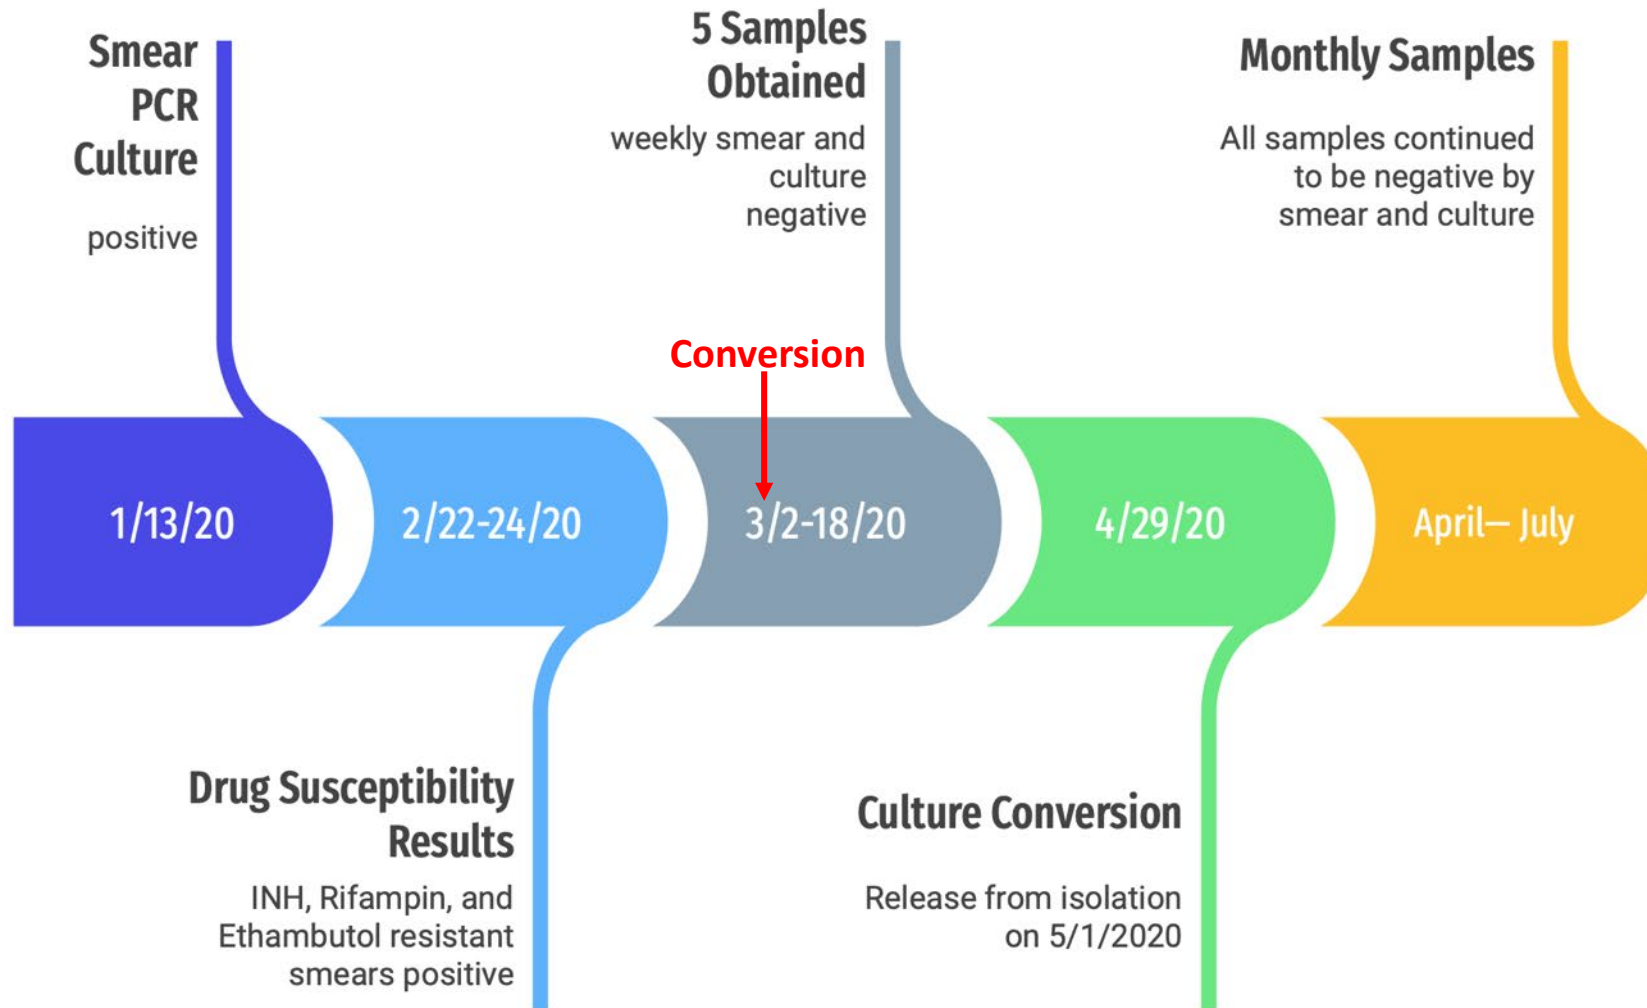 Smear
PCR
Culture
positive
5 Samples
Obtained
weekly smear and
culture
negative
Monthly Samples
All samples continued
to be negative by
smear and culture
Conversion
1/13/20
2/22-24/20
3/2-18/20
4/29/20
April— July
Drug Susceptibility
Results
INH, Rifampin, and
Ethambutol resistant
smears positive
Culture Conversion
Release from isolation
on 5/1/2020